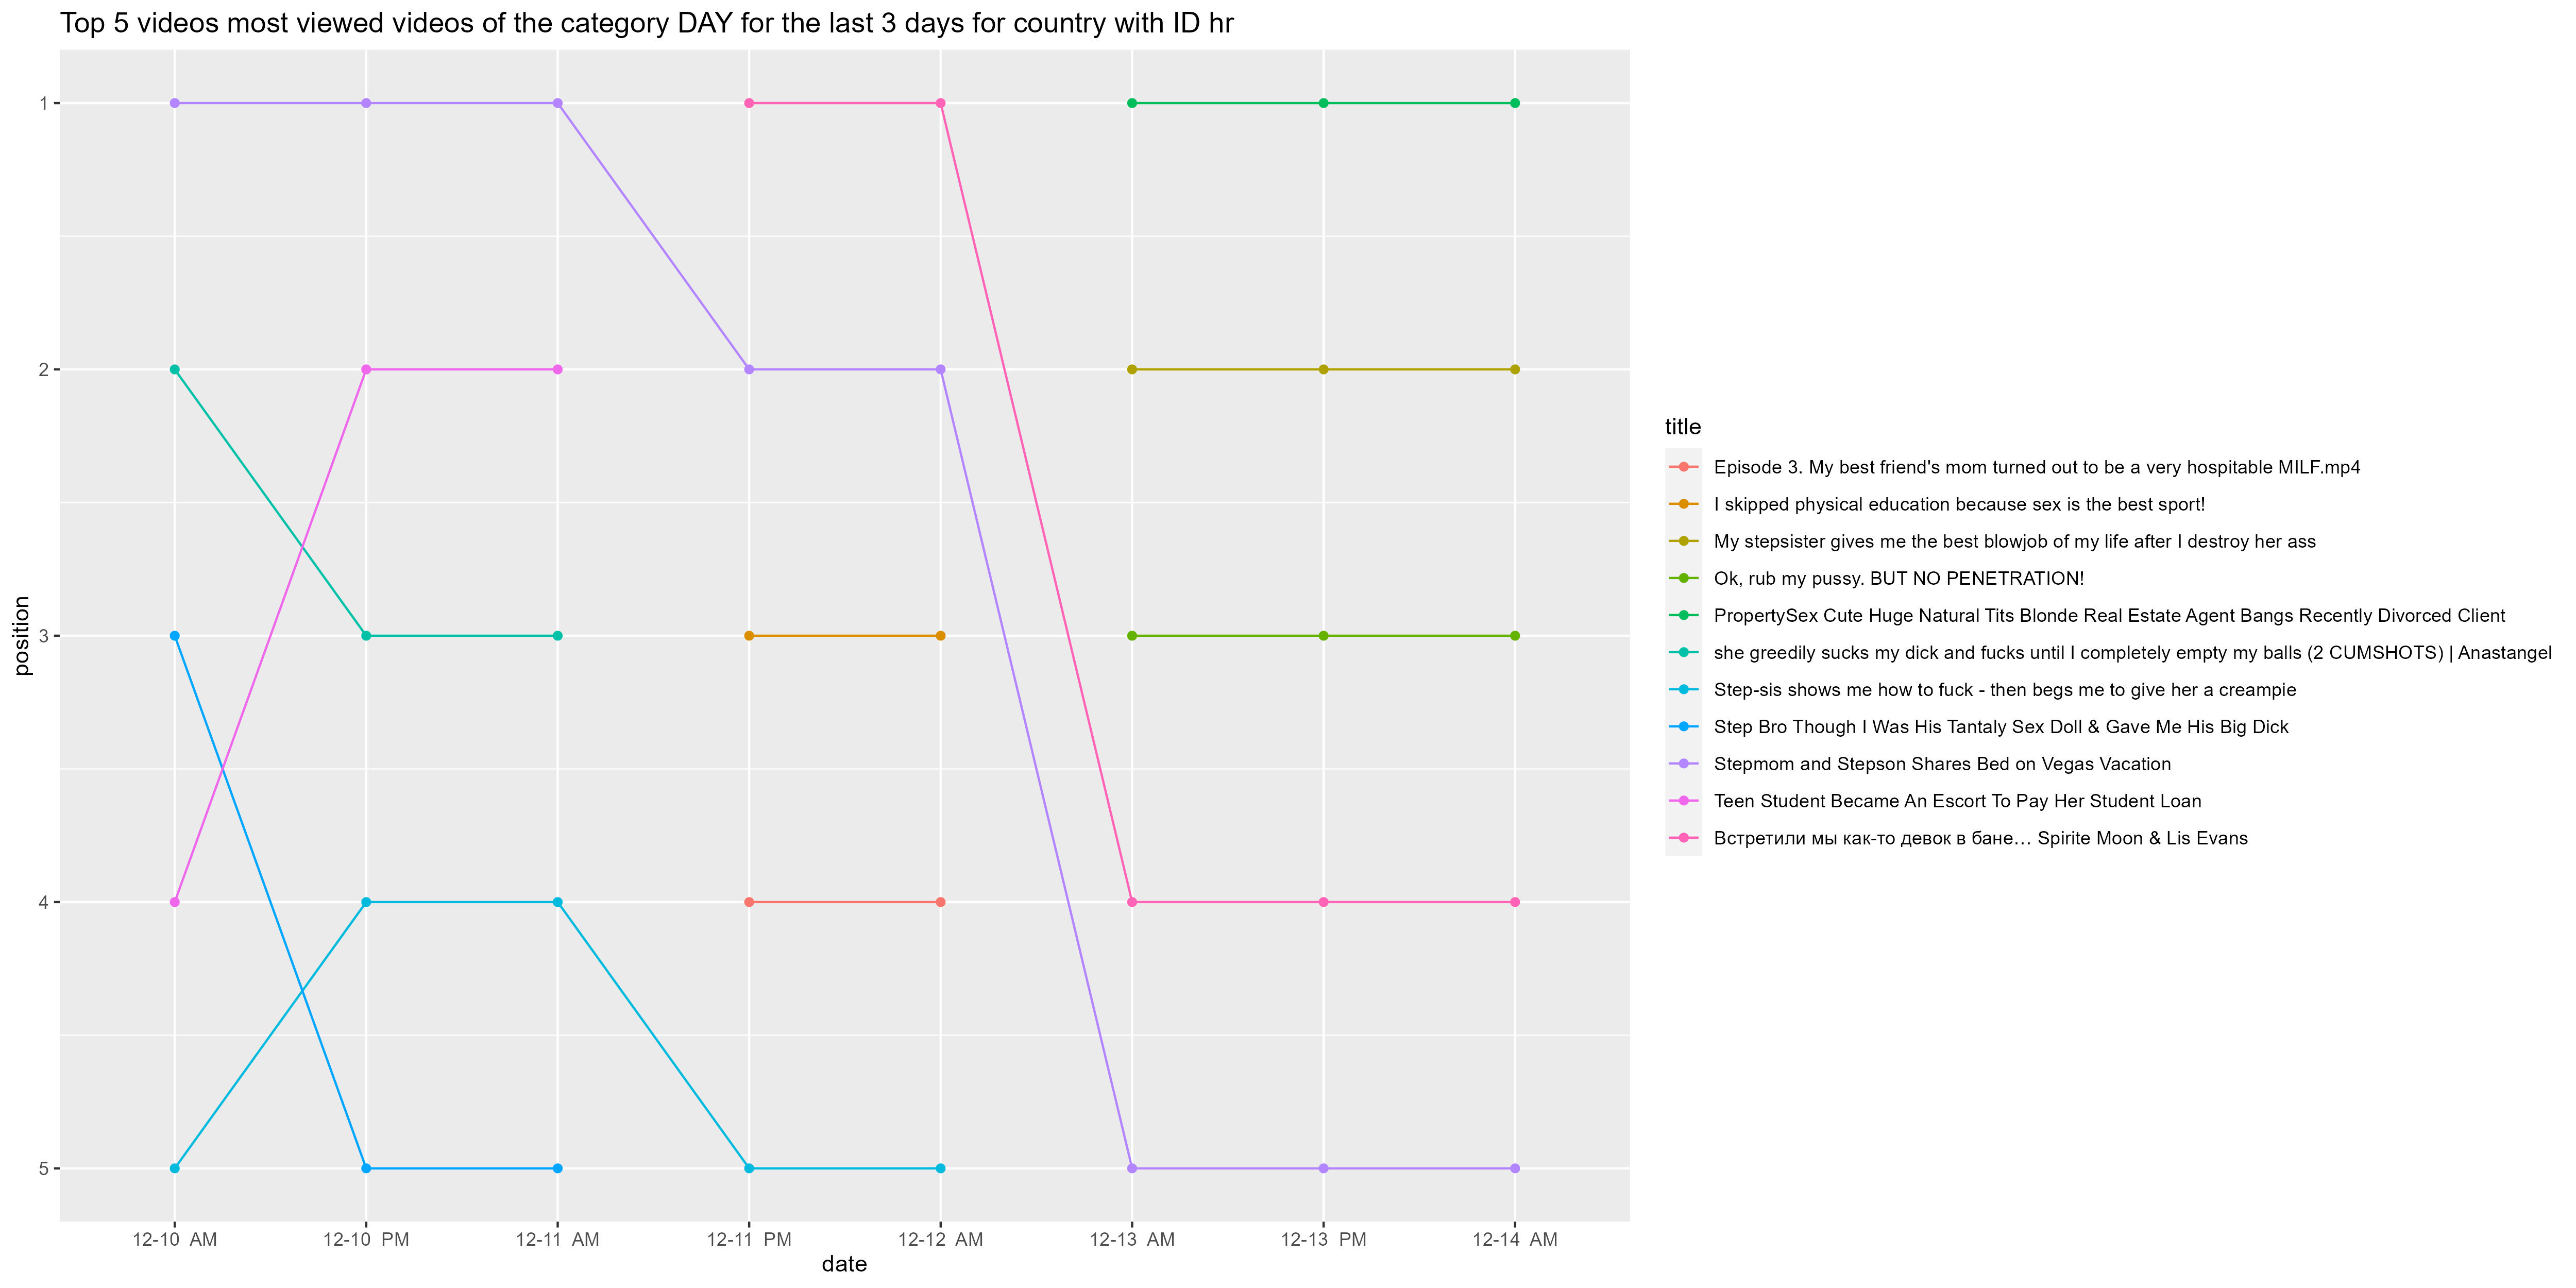 Top 5 videos most viewed videos of the category DAY for the last 3 days for country with ID hr
1
2
3
4
5
position
12-10 AM
12-10 PM
12-11 AM
12-11 PM
12-12 AM
12-13 AM
12-13 PM
12-14 AM
date
title
Episode 3. My best friend's mom turned out to be a very hospitable MILF.mp4
I skipped physical education because sex is the best sport!
My stepsister gives me the best blowjob of my life after I destroy her ass
Ok, rub my pussy. BUT NO PENETRATION!
PropertySex Cute Huge Natural Tits Blonde Real Estate Agent Bangs Recently Divorced Client
she greedily sucks my dick and fucks until I completely empty my balls (2 CUMSHOTS) | Anastangel
Step-sis shows me how to fuck - then begs me to give her a creampie
Step Bro Though I Was His Tantaly Sex Doll & Gave Me His Big Dick
Stepmom and Stepson Shares Bed on Vegas Vacation
Teen Student Became An Escort To Pay Her Student Loan
Встретили мы как-то девок в бане… Spirite Moon & Lis Evans